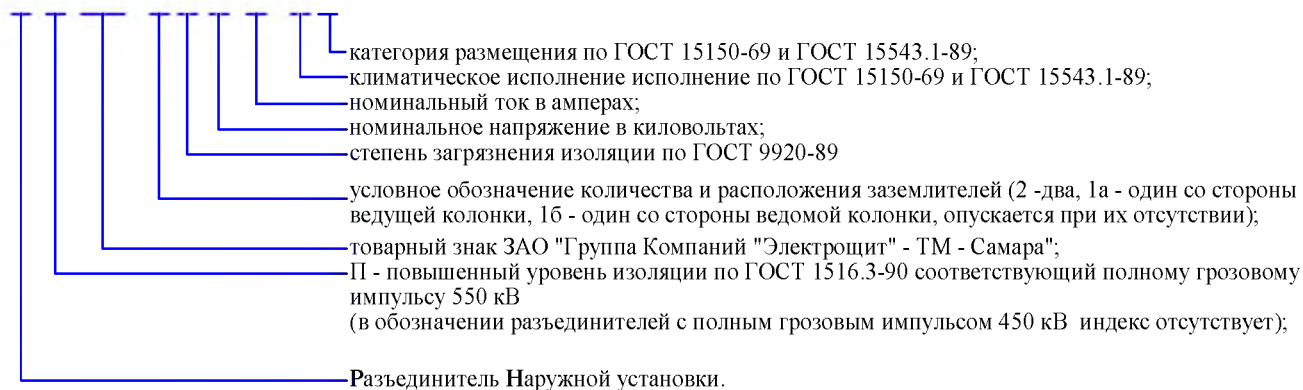 категория размещения по ГОСТ 15150-69 и ГОСТ 15543.1-89;
климатическое исполнение исполнение по ГОСТ 15150-69 и ГОСТ 15543.1-89;
номинальный ток в амперах;
номинальное напряжение в киловольтах;
степень загрязнения изоляции по ГОСТ 9920-89
условное обозначение количества и расположения заземлителей (2 -два, 1а - один со стороны
ведущей колонки, 1б - один со стороны ведомой колонки, опускается при их отсутствии);
товарный знак ЗАО "Группа Компаний "Электрощит" - ТМ - Самара";
П - повышенный уровень изоляции по ГОСТ 1516.3-90 соответствующий полному грозовому
импульсу 550 кВ
(в обозначении разъединителей с полным грозовым импульсом 450 кВ индекс отсутствует);
Разъединитель Наружной установки.